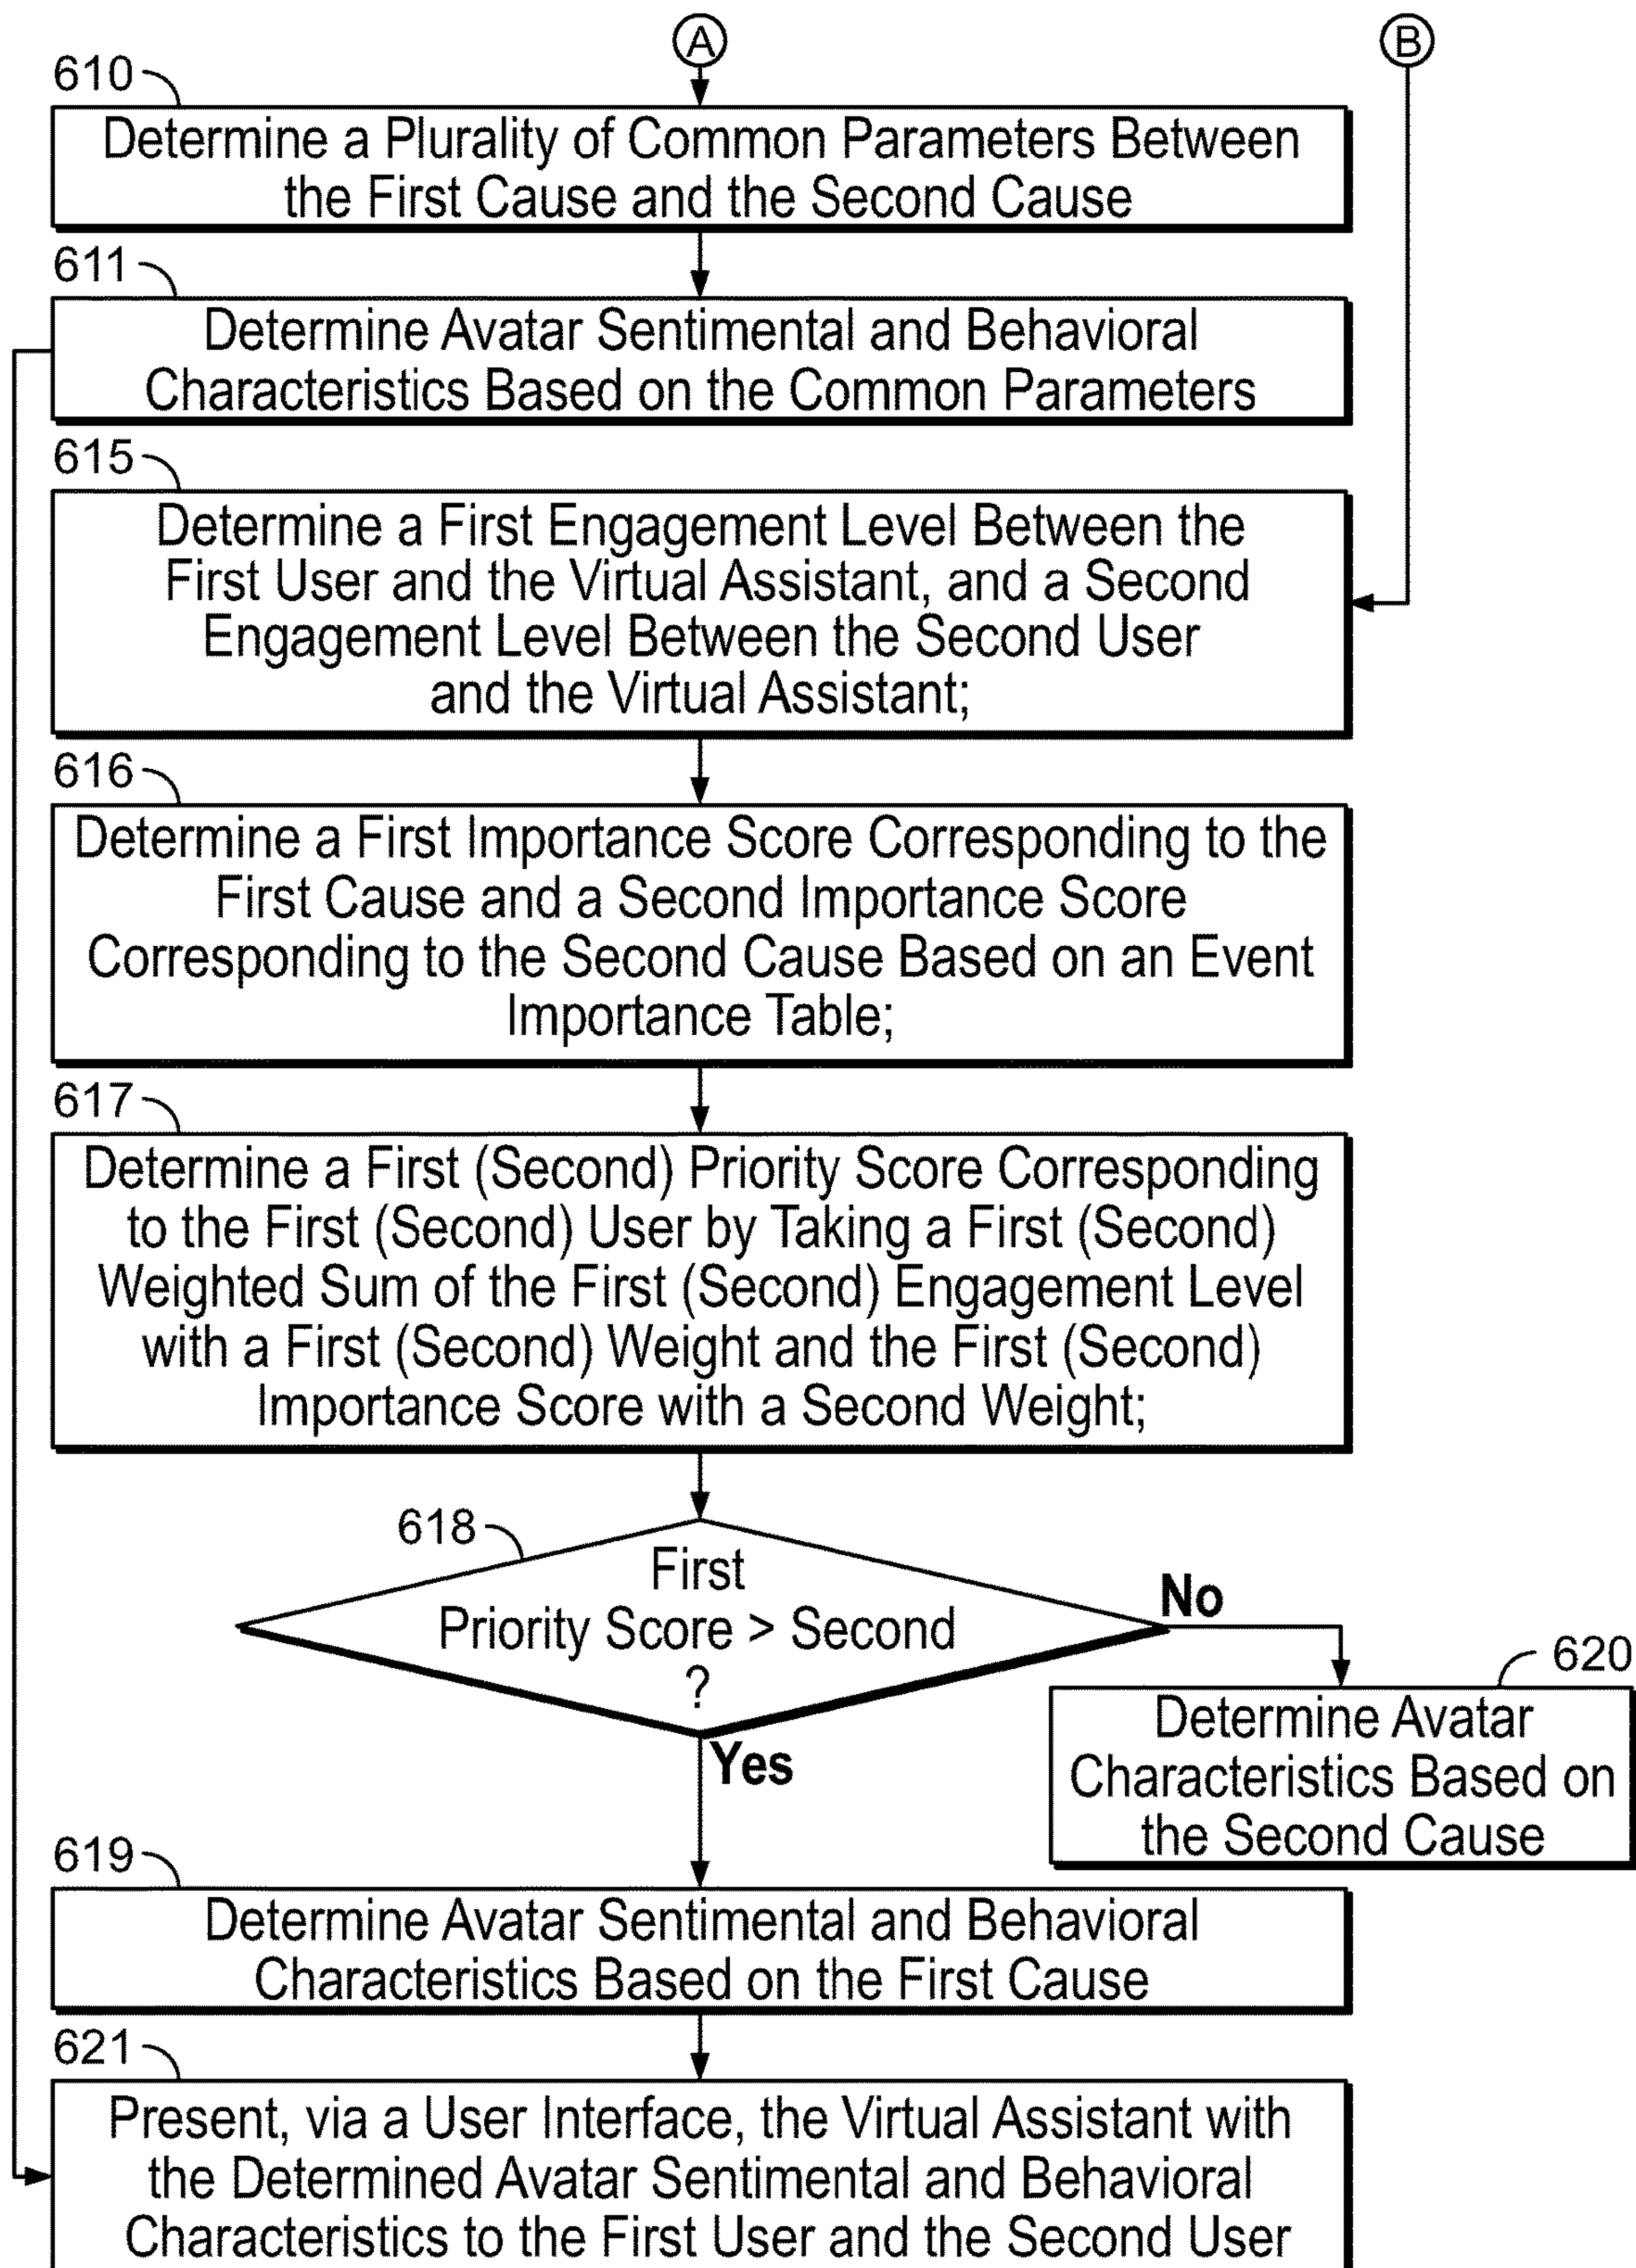 A
B
610
Determine a Plurality of Common Parameters Between
the First Cause and the Second Cause
611
Determine Avatar Sentimental and Behavioral
Characteristics Based on the Common Parameters
615
Determine a First Engagement Level Between the
First User and the Virtual Assistant, and a Second
Engagement Level Between the Second User
and the Virtual Assistant;
616
Determine a First Importance Score Corresponding to the
First Cause and a Second Importance Score
Corresponding to the Second Cause Based on an Event
Importance Table;
617
Determine a First (Second) Priority Score Corresponding
to the First (Second) User by Taking a First (Second)
Weighted Sum of the First (Second) Engagement Level
with a First (Second) Weight and the First (Second)
Importance Score with a Second Weight;
618
First
Priority Score > Second
?
No
Yes
620
Determine Avatar
Characteristics Based on
the Second Cause
619
Determine Avatar Sentimental and Behavioral
Characteristics Based on the First Cause
621
Present, via a User Interface, the Virtual Assistant with
the Determined Avatar Sentimental and Behavioral
Characteristics to the First User and the Second User